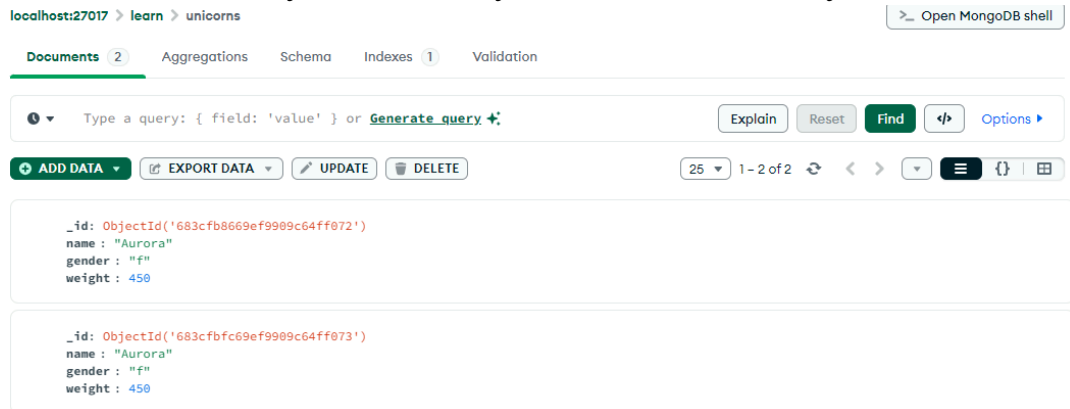 localhost:27017 > learn > unicorns
>_ Open MongoDB shell
Documents 2 Aggregations Schema Indexes 1 Validation
Type a query: { field: 'value' } or Generate query
Explain Reset Find </> Options
ADD DATA EXPORT DATA UPDATE DELETE
25 1 – 2 of 2 {}
_id: ObjectId('683cfb8669ef9909c64ff072')
name : "Aurora"
gender : "f"
weight : 450
_id: ObjectId('683cfbfc69ef9909c64ff073')
name : "Aurora"
gender : "f"
weight : 450